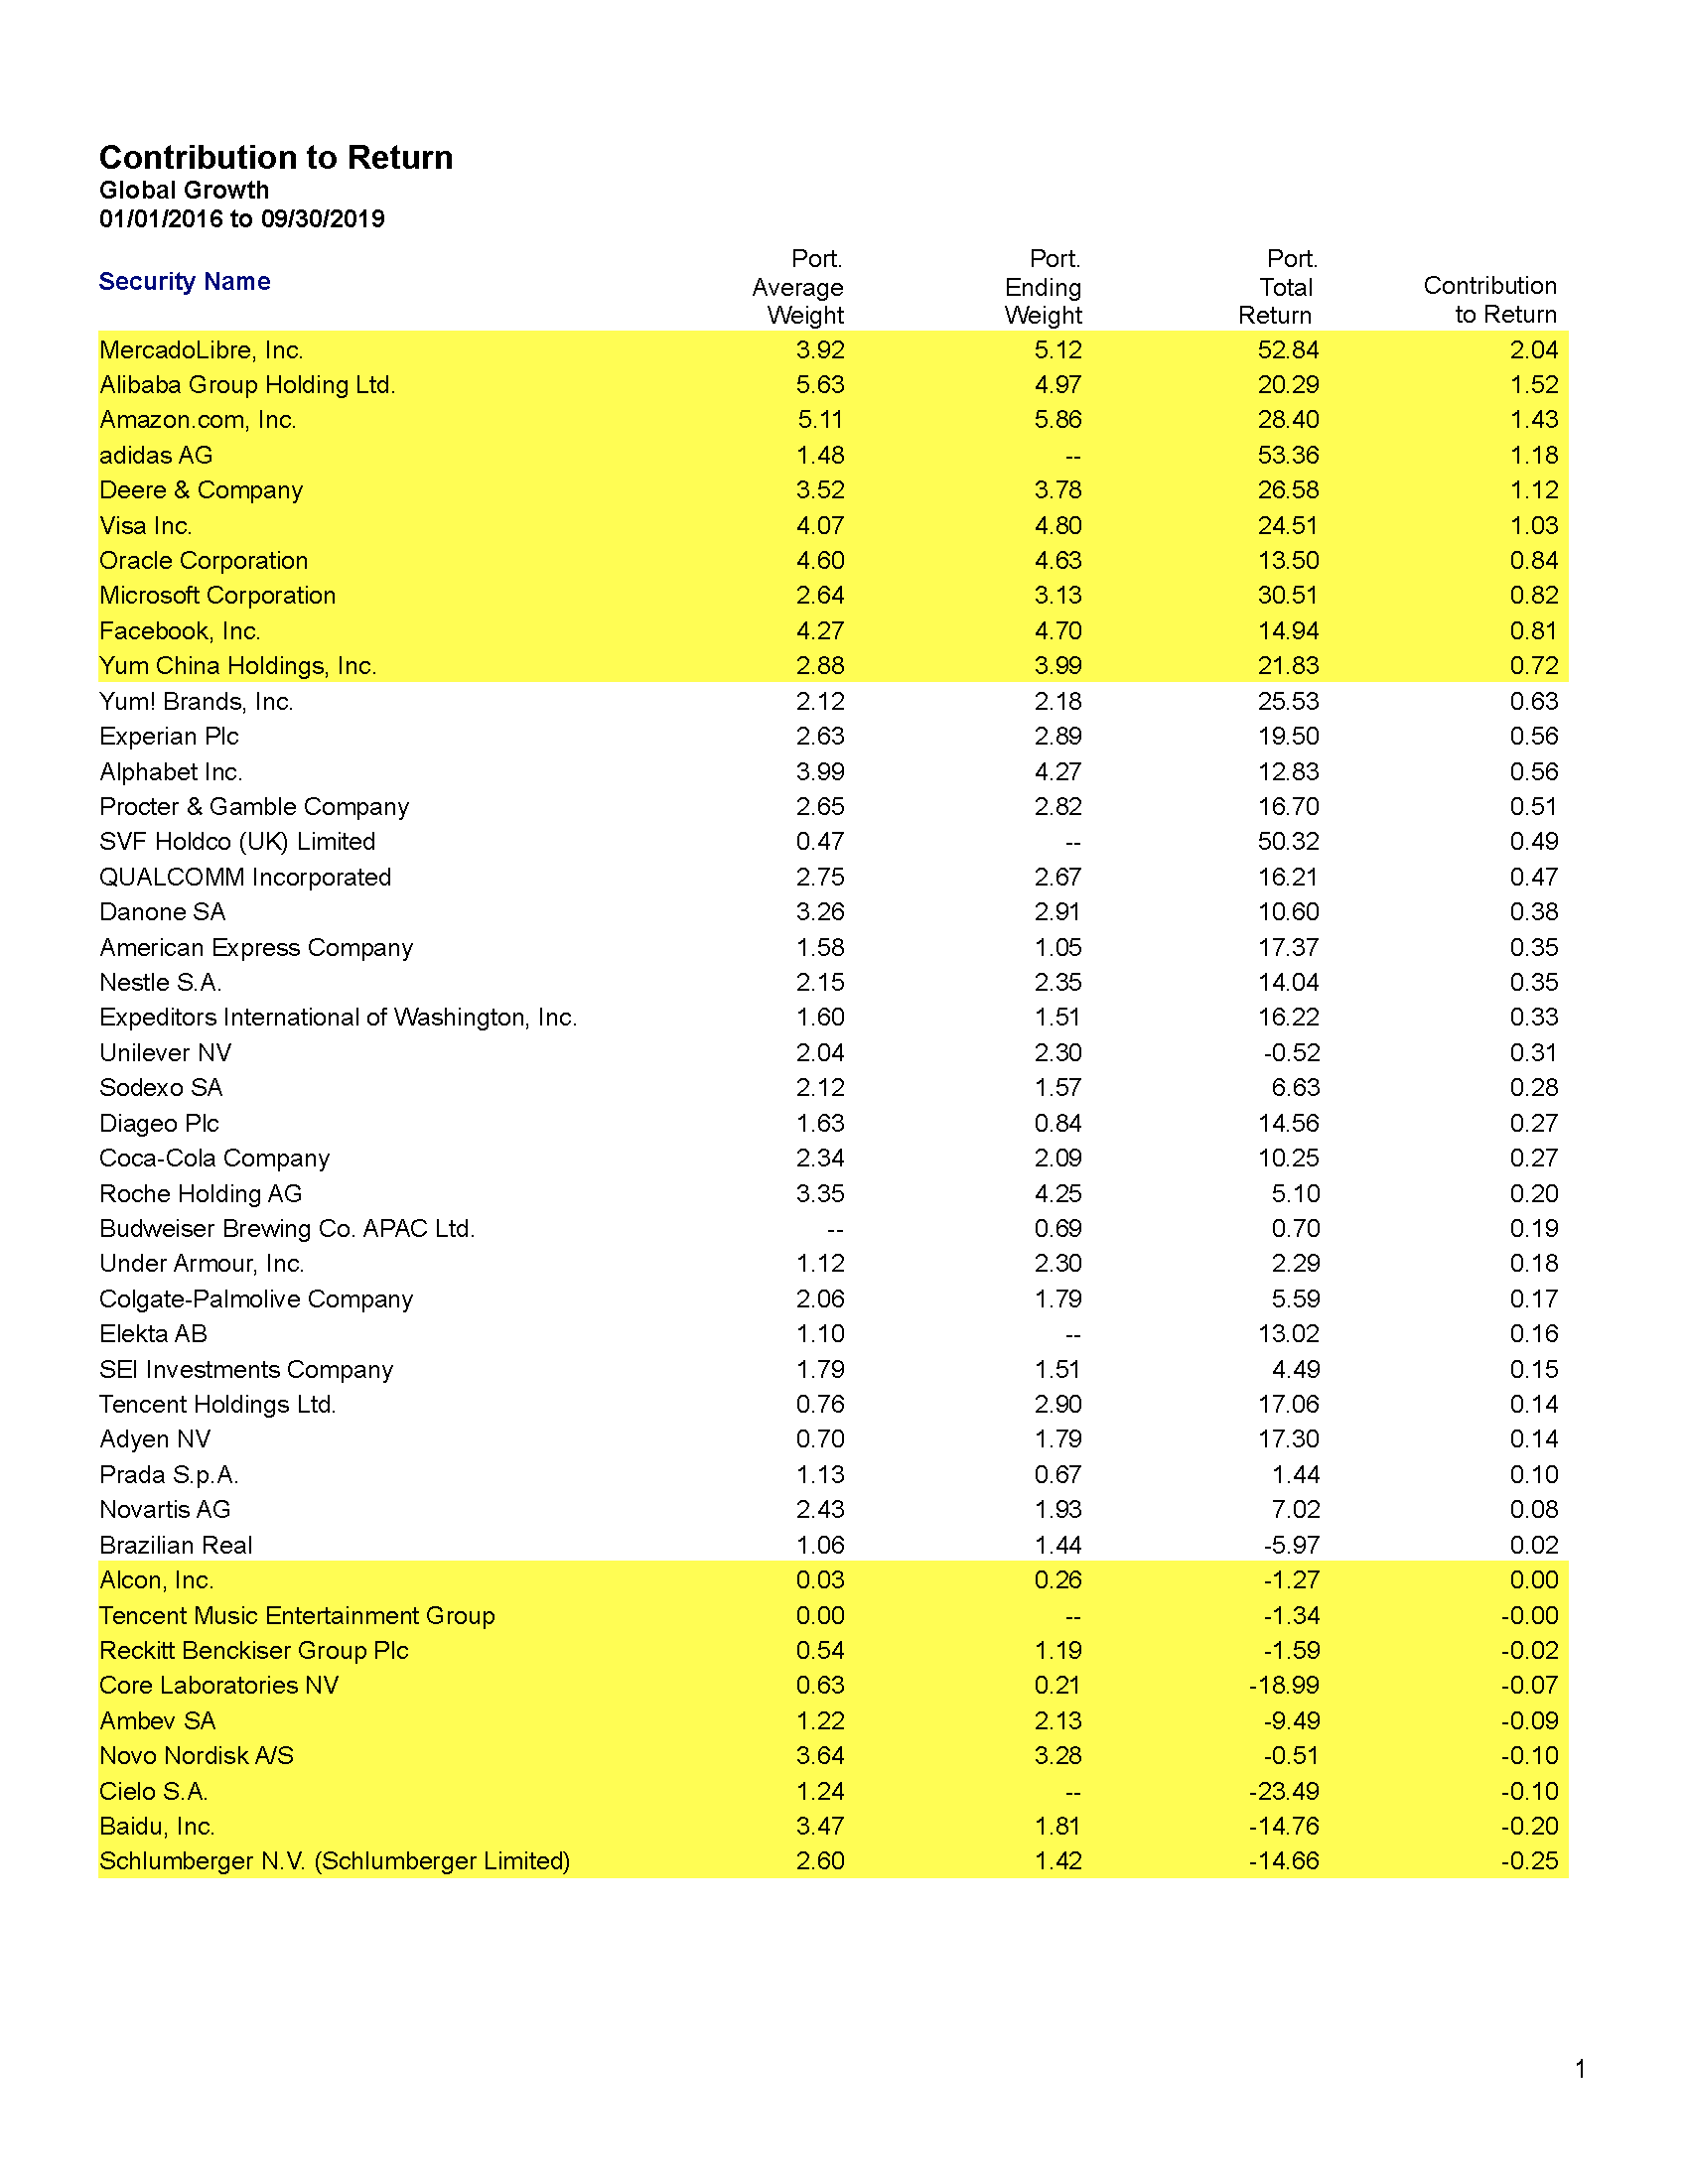 Contribution to Return
Global Growth
01/01/2016 to 09/30/2019
Security Name Port. Average Weight Port. Ending Weight Port. Total Return Contribution to Return
MercadoLibre, Inc. 3.92 5.12 52.84 2.04
Alibaba Group Holding Ltd. 5.63 4.97 20.29 1.52
Amazon.com, Inc. 5.11 5.86 28.40 1.43
adidas AG 1.48 -- 53.36 1.18
Deere & Company 3.52 3.78 26.58 1.12
Visa Inc. 4.07 4.80 24.51 1.03
Oracle Corporation 4.60 4.63 13.50 0.84
Microsoft Corporation 2.64 3.13 30.51 0.82
Facebook, Inc. 4.27 4.70 14.94 0.81
Yum China Holdings, Inc. 2.88 3.99 21.83 0.72
Yum! Brands, Inc. 2.12 2.18 25.53 0.63
Experian Plc 2.63 2.89 19.50 0.56
Alphabet Inc. 3.99 4.27 12.83 0.56
Procter & Gamble Company 2.65 2.82 16.70 0.51
SVF Holdco (UK) Limited 0.47 -- 50.32 0.49
QUALCOMM Incorporated 2.75 2.67 16.21 0.47
Danone SA 3.26 2.91 10.60 0.38
American Express Company 1.58 1.05 17.37 0.35
Nestle S.A. 2.15 2.35 14.04 0.35
Expeditors International of Washington, Inc. 1.60 1.51 16.22 0.33
Unilever NV 2.04 2.30 -0.52 0.31
Sodexo SA 2.12 1.57 6.63 0.28
Diageo Plc 1.63 0.84 14.56 0.27
Coca-Cola Company 2.34 2.09 10.25 0.27
Roche Holding AG 3.35 4.25 5.10 0.20
Budweiser Brewing Co. APAC Ltd. -- 0.69 0.70 0.19
Under Armour, Inc. 1.12 2.30 2.29 0.18
Colgate-Palmolive Company 2.06 1.79 5.59 0.17
Elekta AB 1.10 -- 13.02 0.16
SEI Investments Company 1.79 1.51 4.49 0.15
Tencent Holdings Ltd. 0.76 2.90 17.06 0.14
Adyen NV 0.70 1.79 17.30 0.14
Prada S.p.A. 1.13 0.67 1.44 0.10
Novartis AG 2.43 1.93 7.02 0.08
Brazilian Real 1.06 1.44 -5.97 0.02
Alcon, Inc. 0.03 0.26 -1.27 0.00
Tencent Music Entertainment Group 0.00 -- -1.34 -0.00
Reckitt Benckiser Group Plc 0.54 1.19 -1.59 -0.02
Core Laboratories NV 0.63 0.21 -18.99 -0.07
Ambev SA 1.22 2.13 -9.49 -0.09
Novo Nordisk A/S 3.64 3.28 -0.51 -0.10
Cielo S.A. 1.24 -- -23.49 -0.10
Baidu, Inc. 3.47 1.81 -14.76 -0.20
Schlumberger N.V. (Schlumberger Limited) 2.60 1.42 -14.66 -0.25
1